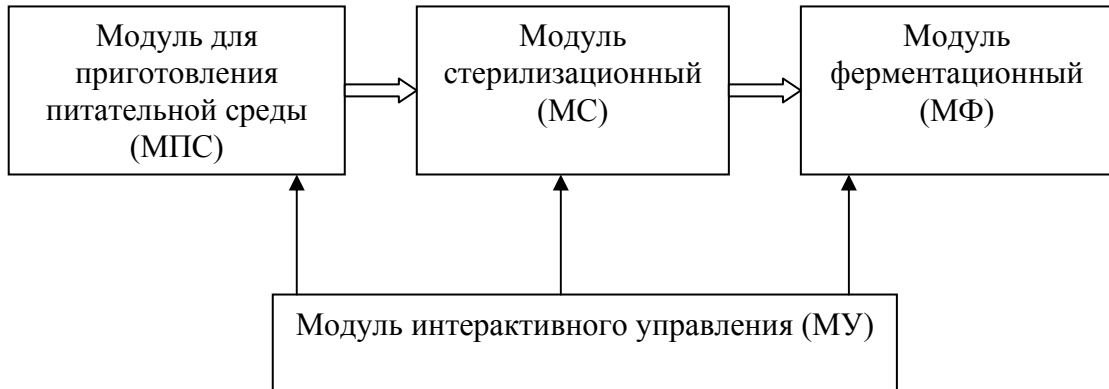 Модуль для
приготовления
питательной среды
(МПС)
Модуль
стерилизационный
(МС)
Модуль
ферментационный
(МФ)
Модуль интерактивного управления (МУ)